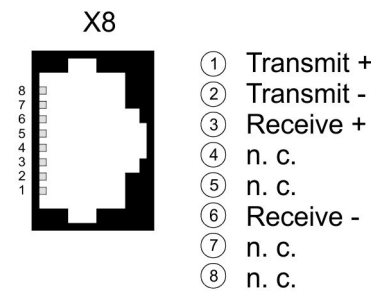 X8
8
7
6
5
4
3
2
1
1 Transmit +
2 Transmit -
3 Receive +
4 n. c.
5 n. c.
6 Receive -
7 n. c.
8 n. c.